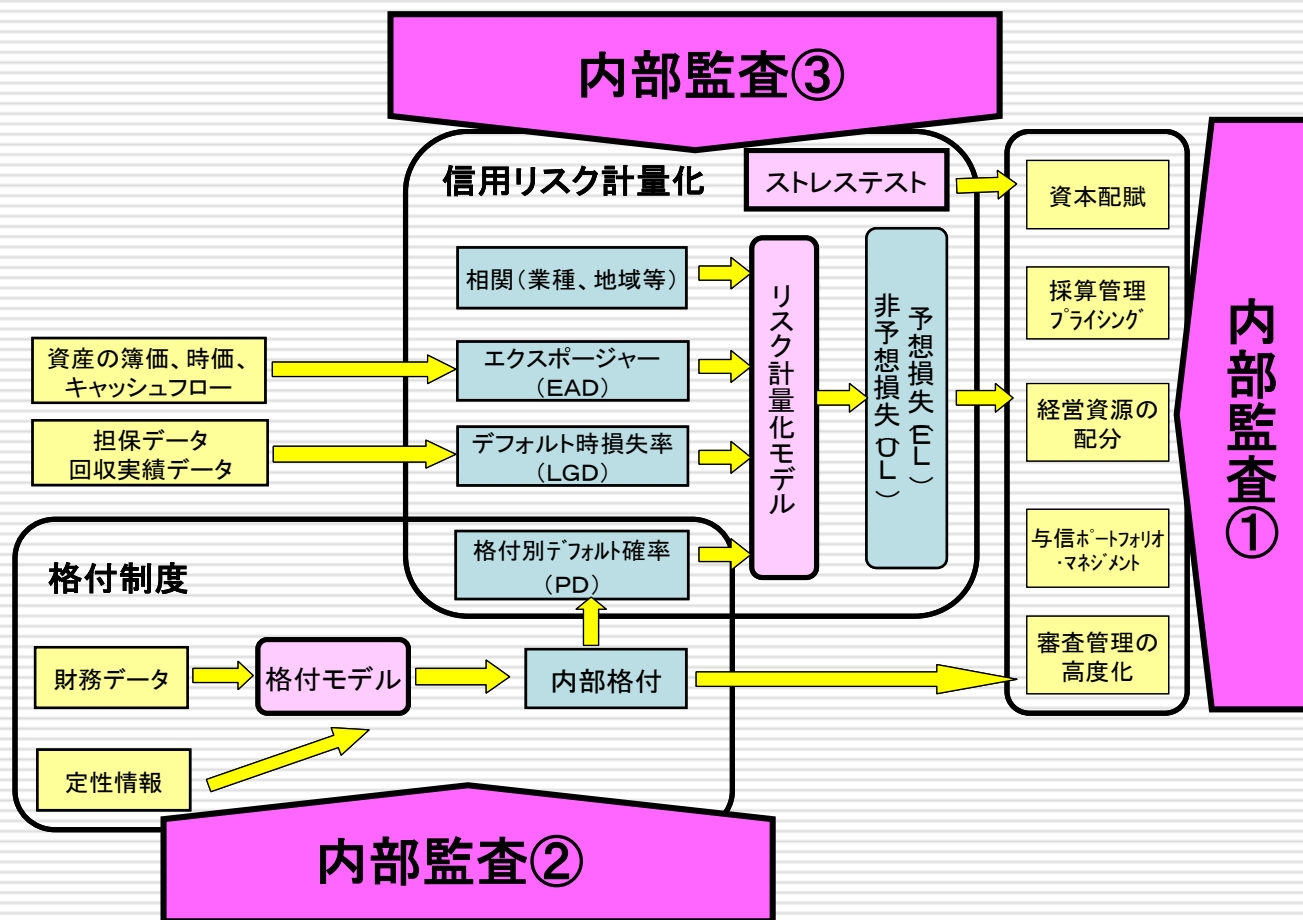 内部監査③
信用リスク計量化
ストレステスト
資本配賦
相関（業種、地域等）
リスク計量化モデル
予想損失（EL）
非予想損失（UL）
採算管理
プライシング
資産の簿価、時価、
キャッシュフロー
エクスポージャー
（EAD）
経営資源の
配分
内部監査①
担保データ
回収実績データ
デフォルト時損失率
（LGD）
格付別デフォルト確率
（PD）
与信ポートフォリオ
・マネジメント
格付制度
財務データ
格付モデル
内部格付
審査管理の
高度化
定性情報
内部監査②